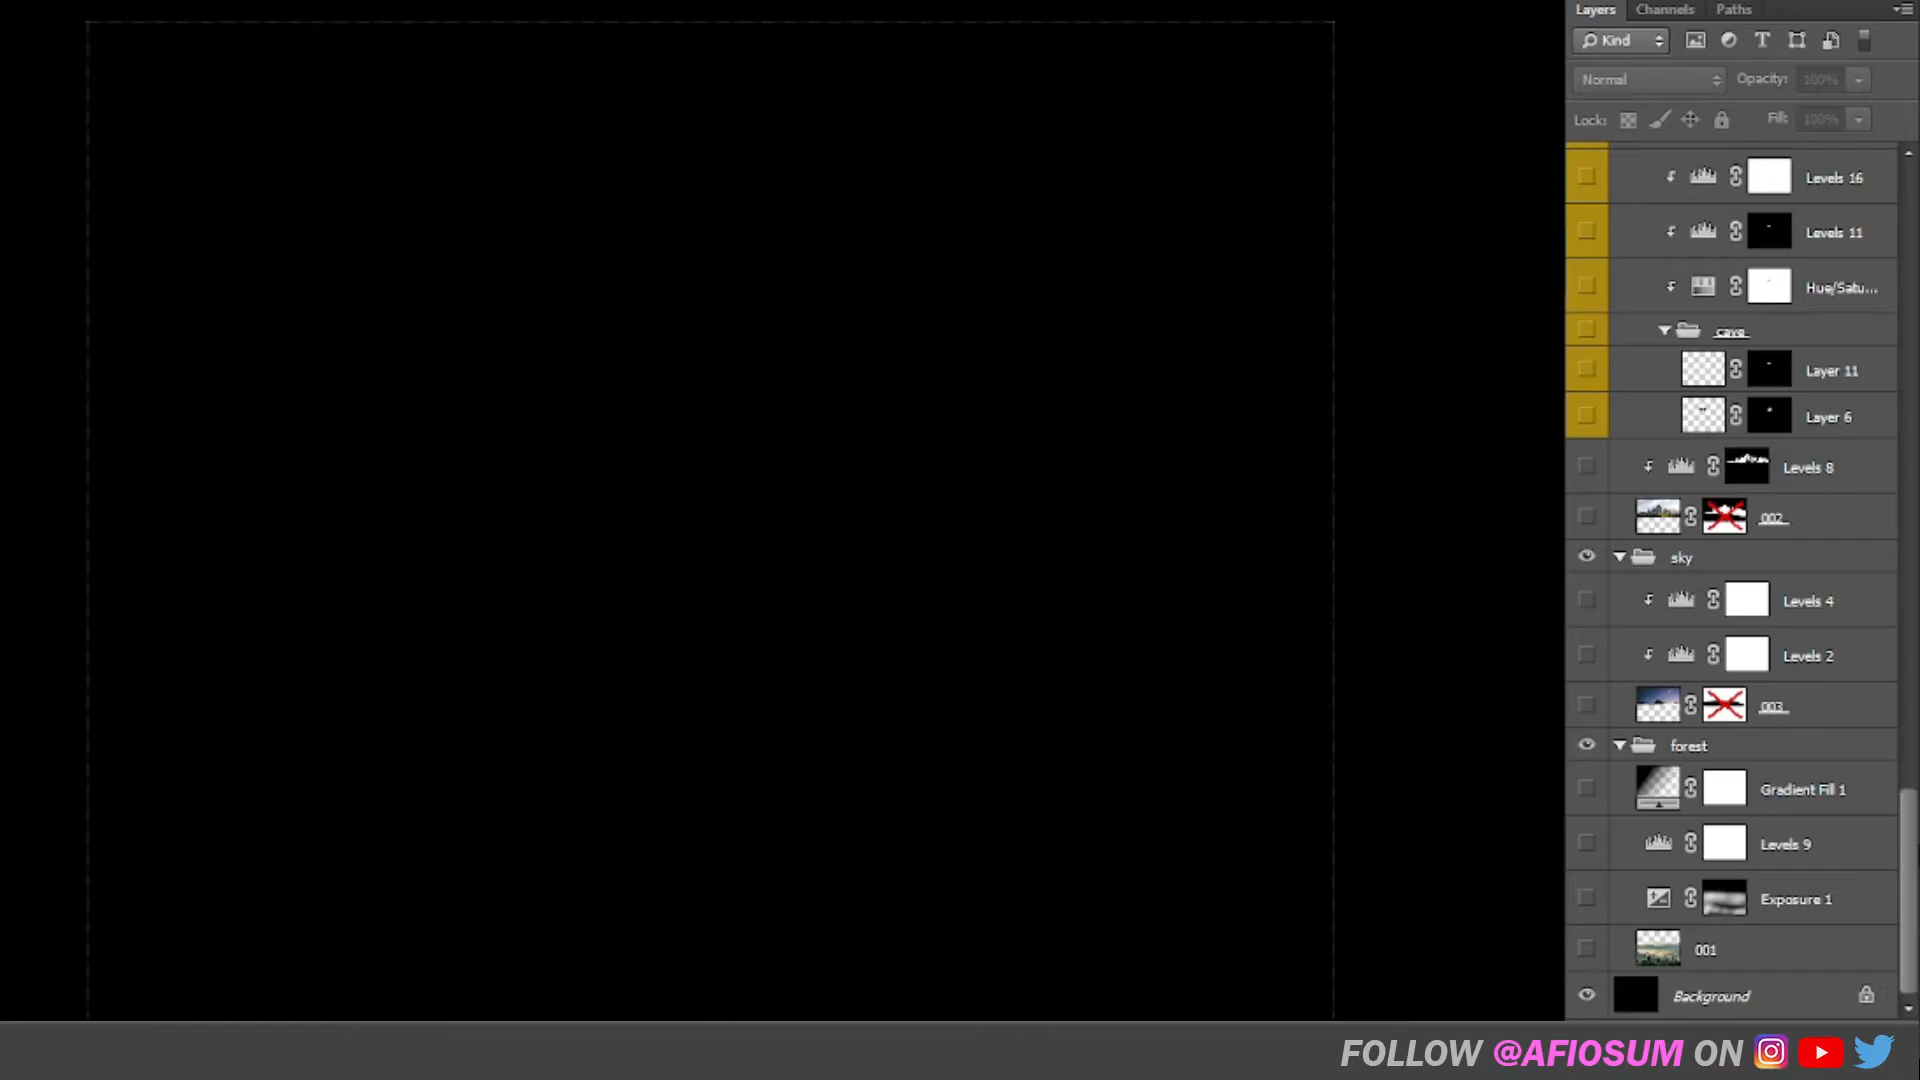 Layers Channels Paths
Kind
Normal Opacity: 100%
Lock: Fill: 100%
Levels 16
Levels 11
Hue/Satu...
cave
Layer 11
Layer 6
Levels 8
002
sky
Levels 4
Levels 2
003
forest
Gradient Fill 1
Levels 9
Exposure 1
001
Background
FOLLOW @AFIOSUM ON